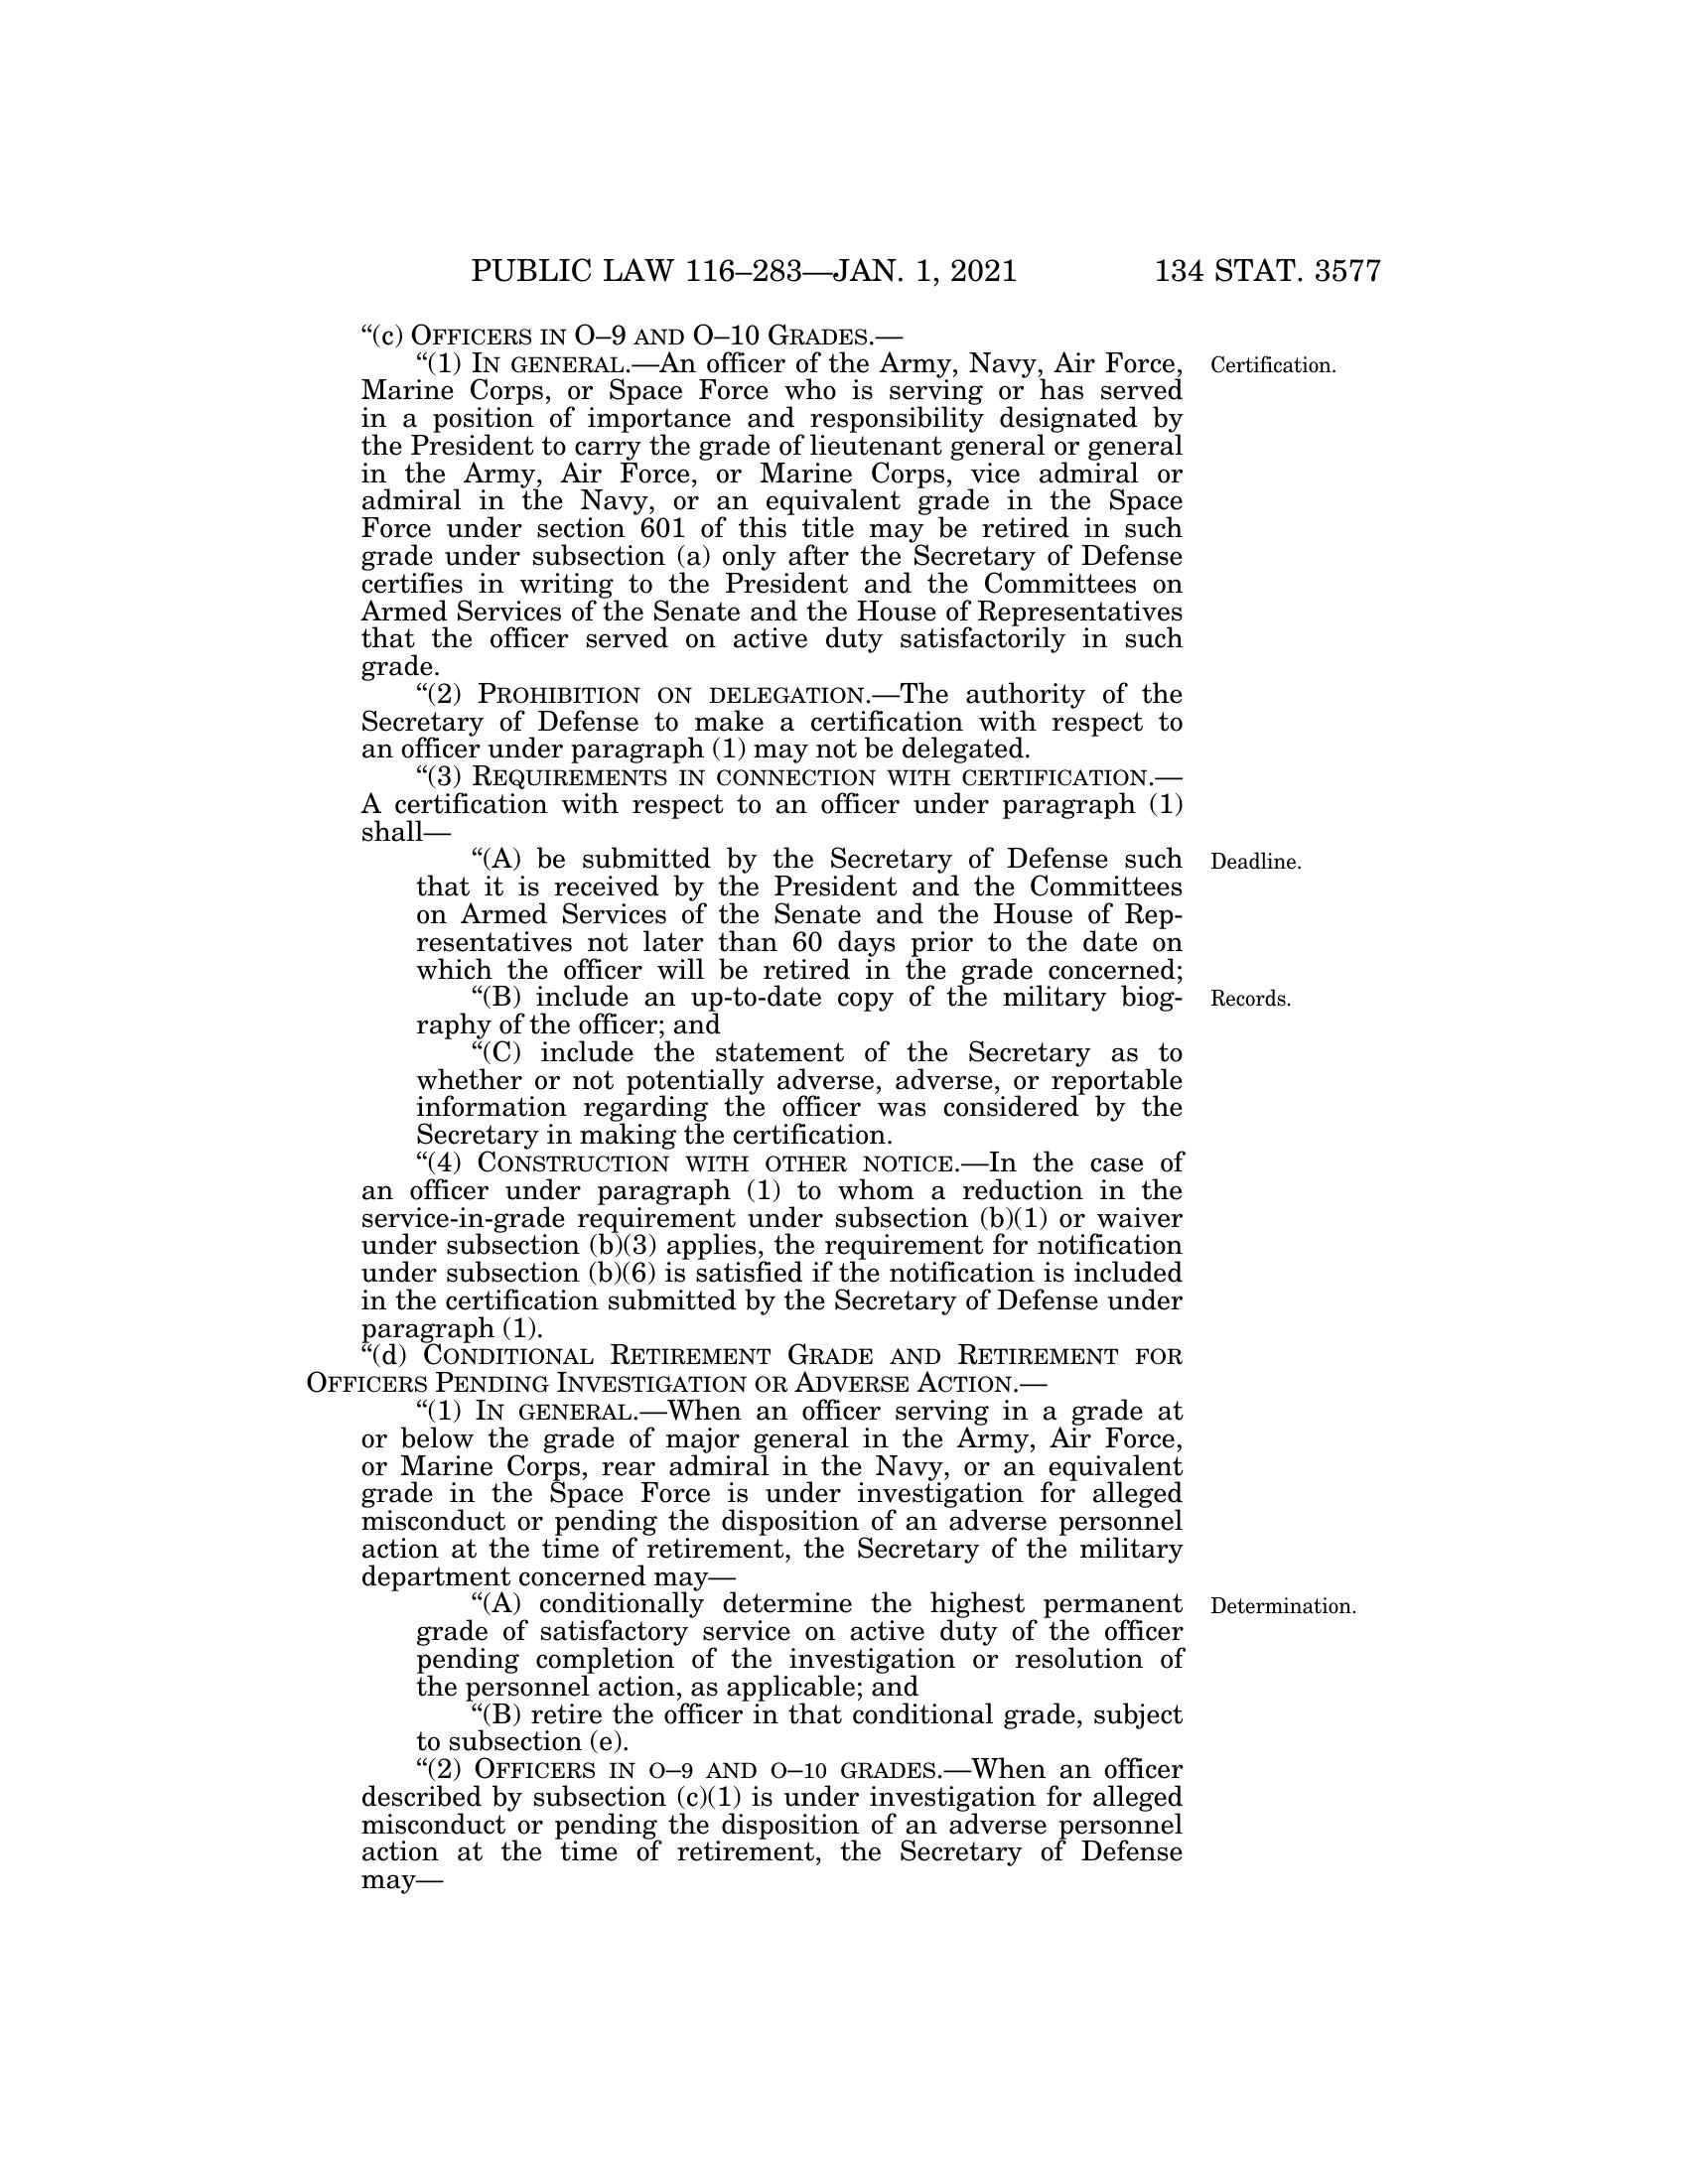 PUBLIC LAW 116–283—JAN. 1, 2021 134 STAT. 3577
“(c) OFFICERS IN O–9 AND O–10 GRADES.—
“(1) IN GENERAL.—An officer of the Army, Navy, Air Force, Certification.
Marine Corps, or Space Force who is serving or has served
in a position of importance and responsibility designated by
the President to carry the grade of lieutenant general or general
in the Army, Air Force, or Marine Corps, vice admiral or
admiral in the Navy, or an equivalent grade in the Space
Force under section 601 of this title may be retired in such
grade under subsection (a) only after the Secretary of Defense
certifies in writing to the President and the Committees on
Armed Services of the Senate and the House of Representatives
that the officer served on active duty satisfactorily in such
grade.
“(2) PROHIBITION ON DELEGATION.—The authority of the
Secretary of Defense to make a certification with respect to
an officer under paragraph (1) may not be delegated.
“(3) REQUIREMENTS IN CONNECTION WITH CERTIFICATION.—
A certification with respect to an officer under paragraph (1)
shall—
“(A) be submitted by the Secretary of Defense such Deadline.
that it is received by the President and the Committees
on Armed Services of the Senate and the House of Rep-
resentatives not later than 60 days prior to the date on
which the officer will be retired in the grade concerned;
“(B) include an up-to-date copy of the military biog- Records.
raphy of the officer; and
“(C) include the statement of the Secretary as to
whether or not potentially adverse, adverse, or reportable
information regarding the officer was considered by the
Secretary in making the certification.
“(4) CONSTRUCTION WITH OTHER NOTICE.—In the case of
an officer under paragraph (1) to whom a reduction in the
service-in-grade requirement under subsection (b)(1) or waiver
under subsection (b)(3) applies, the requirement for notification
under subsection (b)(6) is satisfied if the notification is included
in the certification submitted by the Secretary of Defense under
paragraph (1).
“(d) CONDITIONAL RETIREMENT GRADE AND RETIREMENT FOR
OFFICERS PENDING INVESTIGATION OR ADVERSE ACTION.—
“(1) IN GENERAL.—When an officer serving in a grade at
or below the grade of major general in the Army, Air Force,
or Marine Corps, rear admiral in the Navy, or an equivalent
grade in the Space Force is under investigation for alleged
misconduct or pending the disposition of an adverse personnel
action at the time of retirement, the Secretary of the military
department concerned may—
“(A) conditionally determine the highest permanent Determination.
grade of satisfactory service on active duty of the officer
pending completion of the investigation or resolution of
the personnel action, as applicable; and
“(B) retire the officer in that conditional grade, subject
to subsection (e).
“(2) OFFICERS IN O–9 AND O–10 GRADES.—When an officer
described by subsection (c)(1) is under investigation for alleged
misconduct or pending the disposition of an adverse personnel
action at the time of retirement, the Secretary of Defense
may—